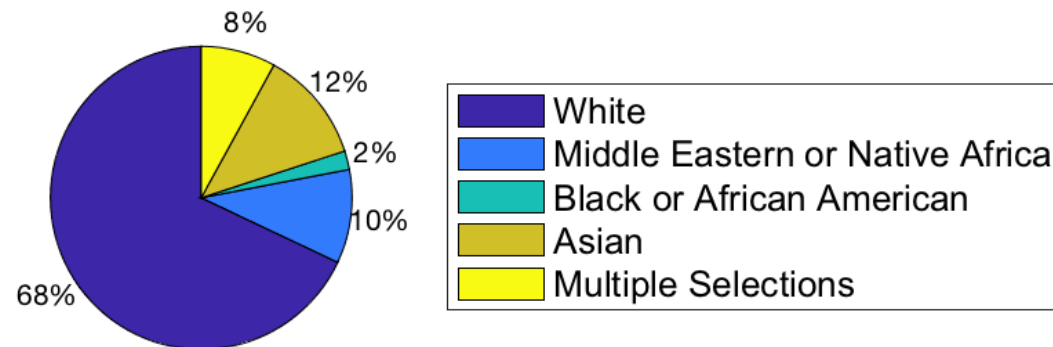 8%
12%
2%
10%
68%
White
Middle Eastern or Native Africa
Black or African American
Asian
Multiple Selections